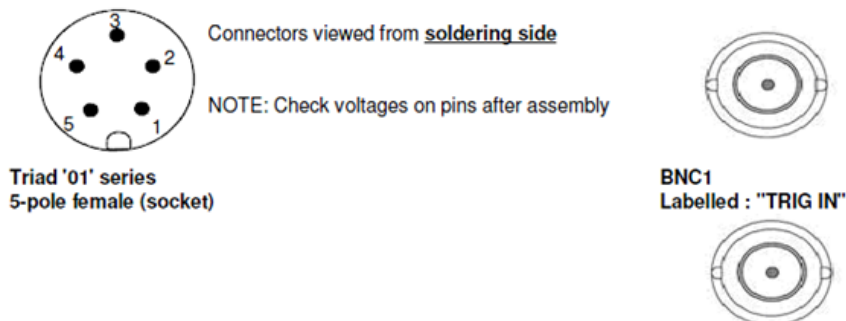 3
Connectors viewed from soldering side
4
2
NOTE: Check voltages on pins after assembly
5
1
Triad '01' series
5-pole female (socket)
BNC1
Labelled : "TRIG IN"